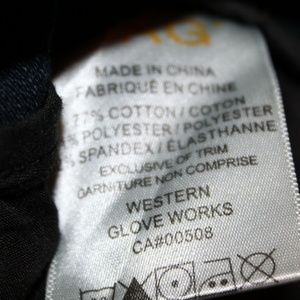 MADE IN CHINA
FABRIQUÉ EN CHINE
77% COTTON / COTON
% POLYESTER / POLYESTER
% SPANDEX / ÉLASTHANNE
EXCLUSIVE OF TRIM
GARNITURE NON COMPRISE
WESTERN
GLOVE WORKS
CA#00508